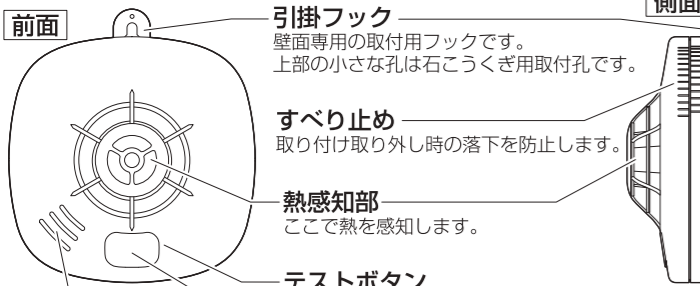 前面
側面
引掛フック
壁面専用の取付用フックです。
上部の小さな孔は石こうくぎ用取付孔です。
すべり止め
取り付け取り外し時の落下を防止します。
熱感知部
ここで熱を感知します。
テストボタン